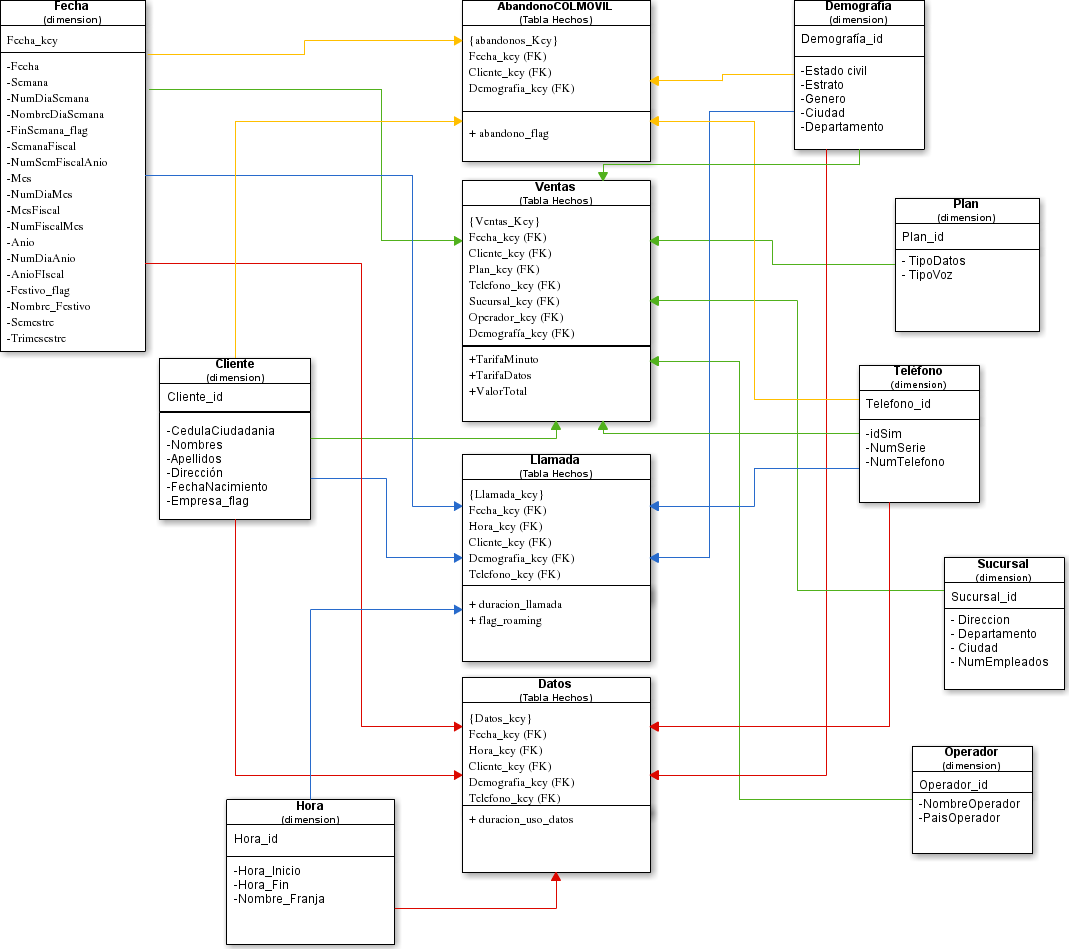 Fecha
(dimension)
Fecha_key
-Fecha
-Semana
-NumDiaSemana
-NombreDiaSemana
-FinSemana_flag
-SemanaFiscal
-NumSemFiscalAnio
-Mes
-NumDiaMes
-MesFiscal
-NumFiscalMes
-Anio
-NumDiaAnio
-AnioFIscal
-Festivo_flag
-Nombre_Festivo
-Semestre
-Trimesestre
AbandonoCOLMOVIL
(Tabla Hechos)
{abandonos_Key}
Fecha_key (FK)
Cliente_key (FK)
Demografia_key (FK)
+ abandono_flag
Demografía
(dimension)
Demografía_id
-Estado civil
-Estrato
-Genero
-Ciudad
-Departamento
Ventas
(Tabla Hechos)
{Ventas_Key}
Fecha_key (FK)
Cliente_key (FK)
Plan_key (FK)
Telefono_key (FK)
Sucursal_key (FK)
Operador_key (FK)
Demografía_key (FK)
+TarifaMinuto
+TarifaDatos
+ValorTotal
Plan
(dimension)
Plan_id
- TipoDatos
- TipoVoz
Cliente
(dimension)
Cliente_id
-CedulaCiudadania
-Nombres
-Apellidos
-Dirección
-FechaNacimiento
-Empresa_flag
Teléfono
(dimension)
Telefono_id
-idSim
-NumSerie
-NumTelefono
Llamada
(Tabla Hechos)
{Llamada_key}
Fecha_key (FK)
Hora_key (FK)
Cliente_key (FK)
Demografia_key (FK)
Telefono_key (FK)
+ duracion_llamada
+ flag_roaming
Sucursal
(dimension)
Sucursal_id
- Direccion
- Departamento
- Ciudad
- NumEmpleados
Datos
(Tabla Hechos)
{Datos_key}
Fecha_key (FK)
Hora_key (FK)
Cliente_key (FK)
Demografia_key (FK)
Telefono_key (FK)
+ duracion_uso_datos
Operador
(dimension)
Operador_id
-NombreOperador
-PaisOperador
Hora
(dimension)
Hora_id
-Hora_Inicio
-Hora_Fin
-Nombre_Franja